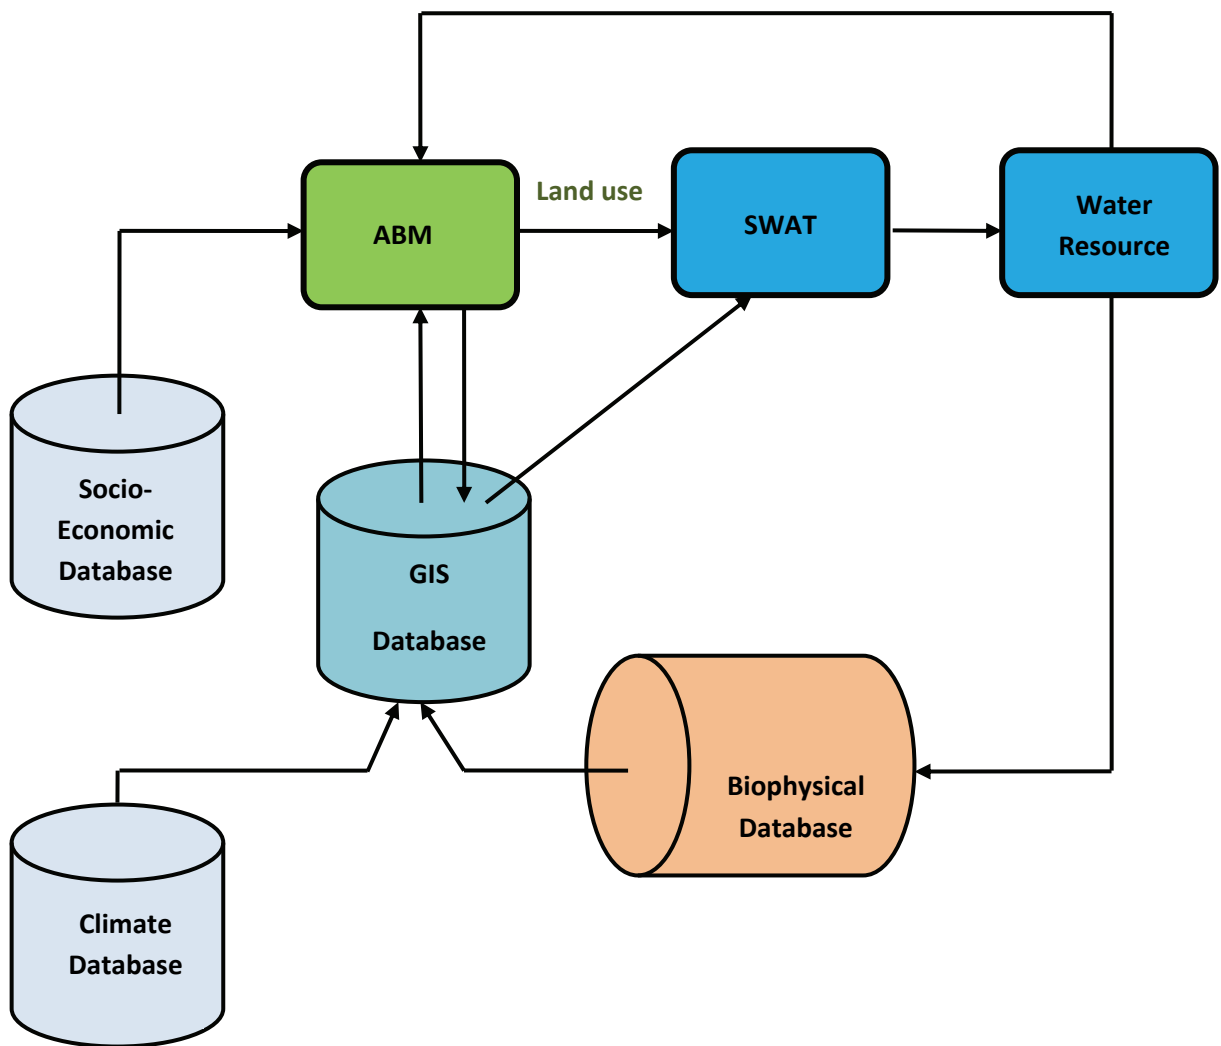 Land use
ABM
SWAT
Water
Resource
Socio-
Economic
Database
GIS
Database
Biophysical
Database
Climate
Database